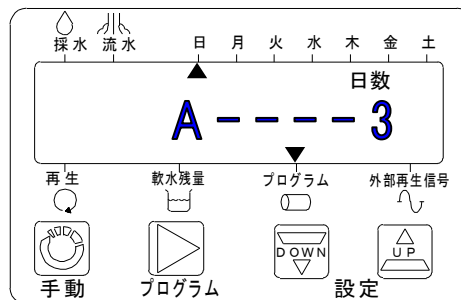 採水 流水 日 月 火 水 木 金 土
日数
A----3
再生 軟水残量 プログラム 外部再生信号
DOWN UP
手動 プログラム 設定